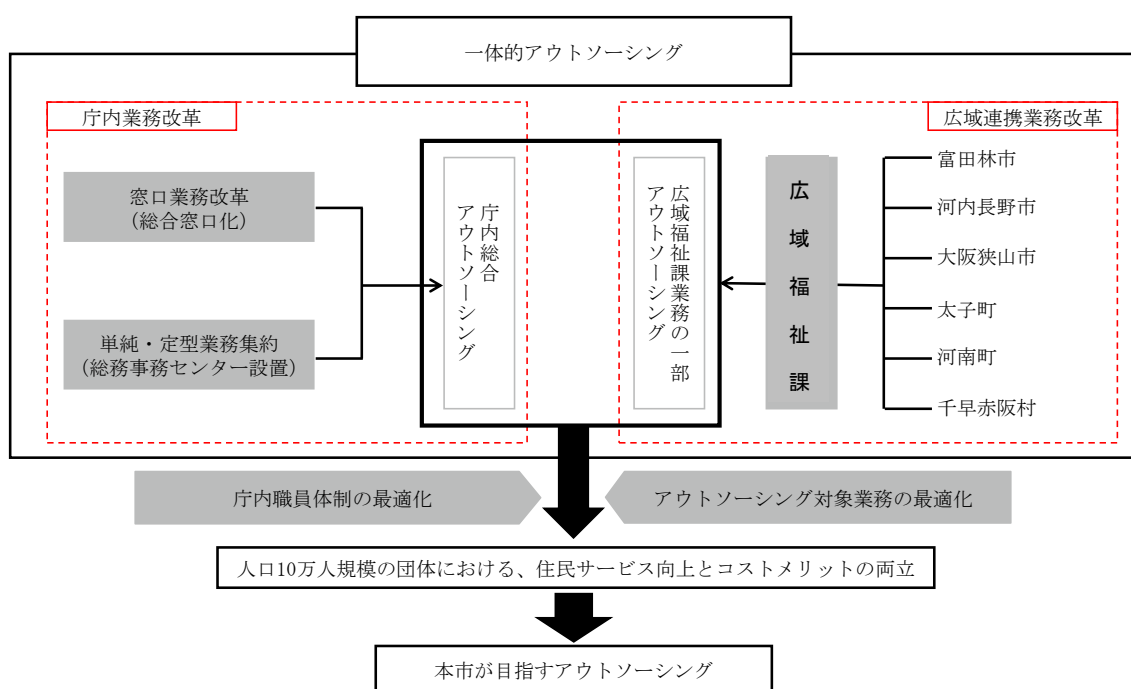 一体的アウトソーシング
庁内業務改革
広域連携業務改革
窓口業務改革
(総合窓口化)
単純・定型業務集約
(総務事務センター設置)
庁内総合
アウトソーシング
広域福祉課業務の一部
アウトソーシング
広域福祉課
富田林市
河内長野市
大阪狭山市
太子町
河南町
千早赤阪村
庁内職員体制の最適化
アウトソーシング対象業務の最適化
人口10万人規模の団体における、住民サービス向上とコストメリットの両立
本市が目指すアウトソーシング